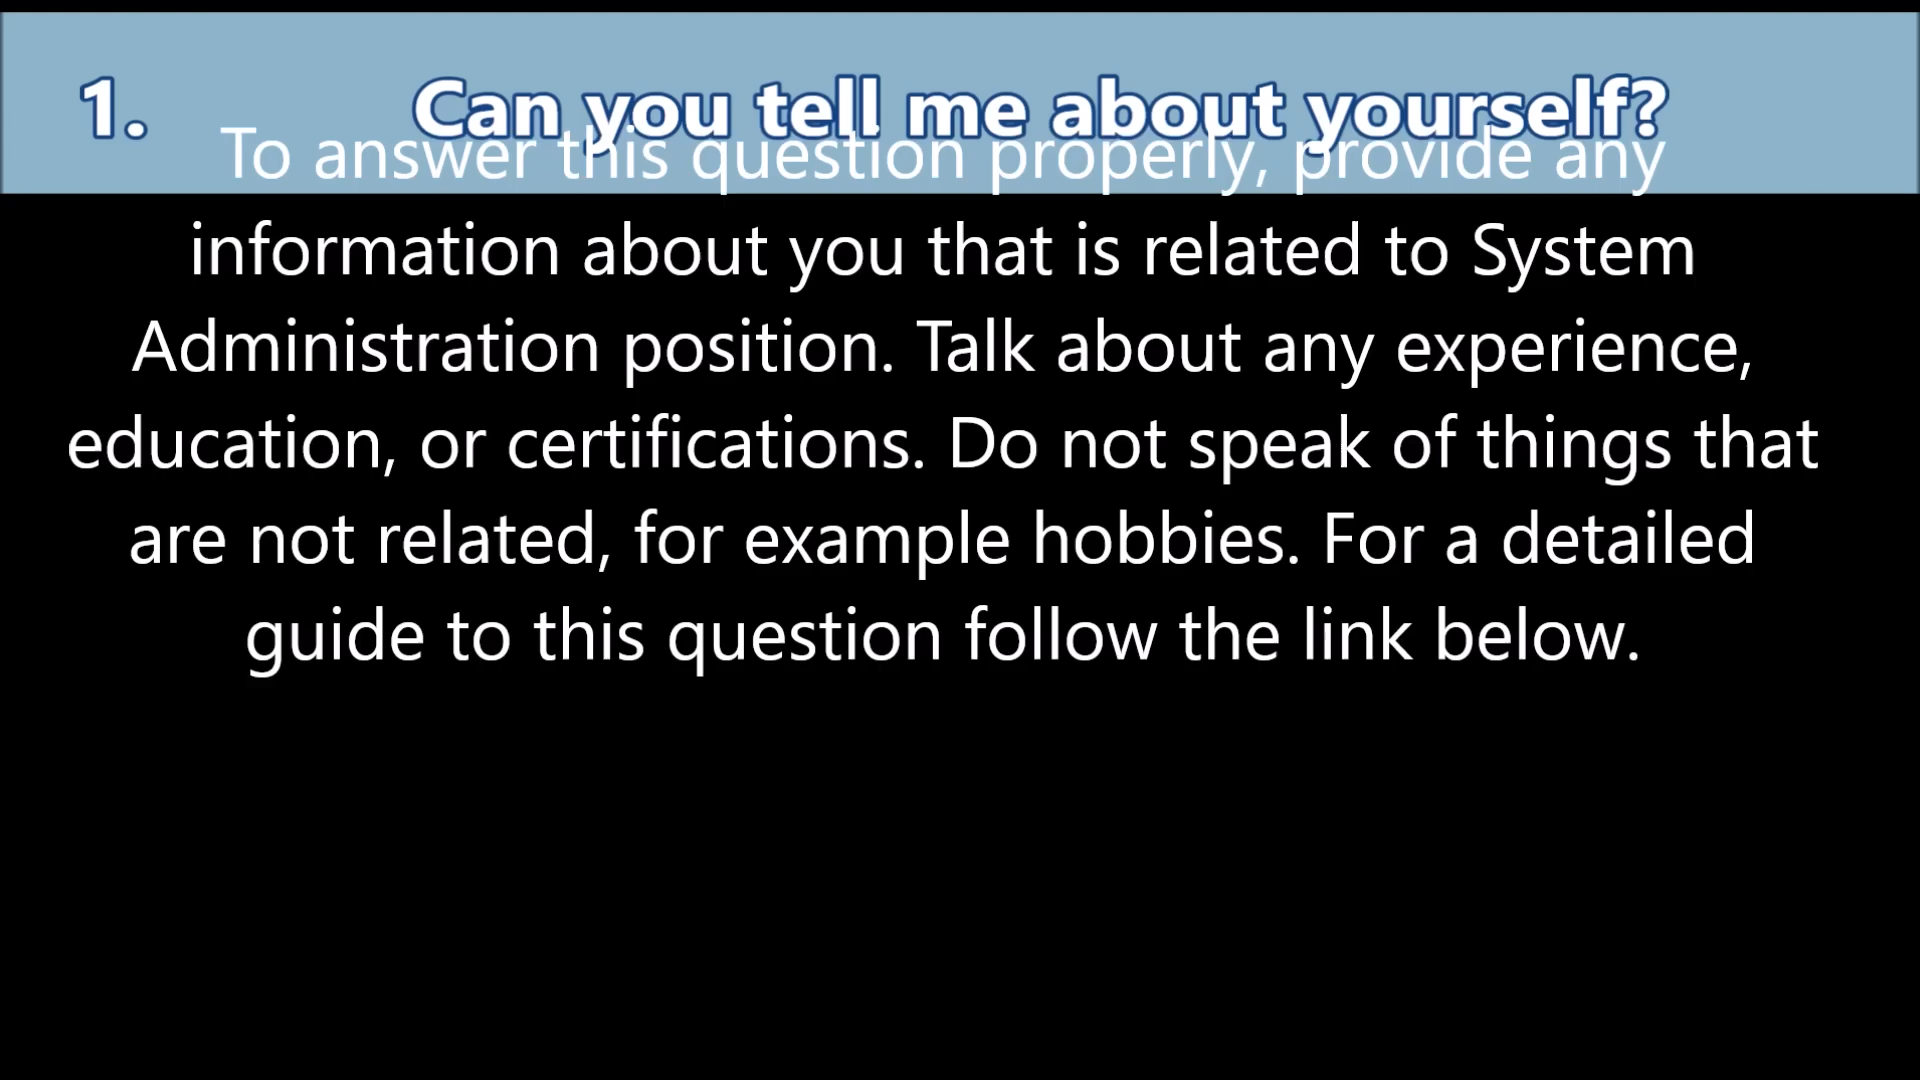 1. Can you tell me about yourself?
To answer this question properly, provide any
information about you that is related to System
Administration position. Talk about any experience,
education, or certifications. Do not speak of things that
are not related, for example hobbies. For a detailed
guide to this question follow the link below.